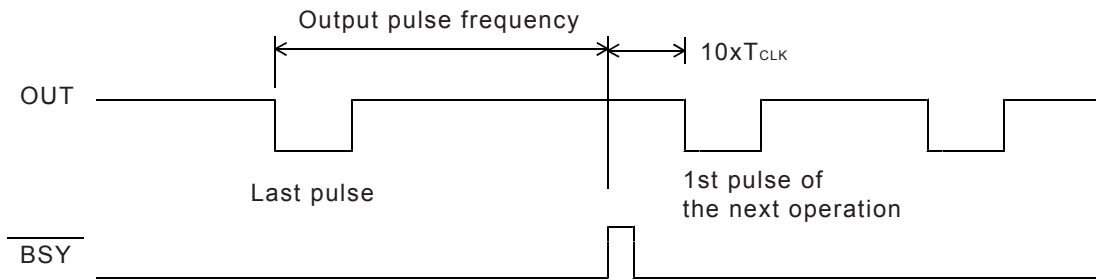 Output pulse frequency
10xTCLK
OUT
Last pulse
1st pulse of
the next operation
BSY